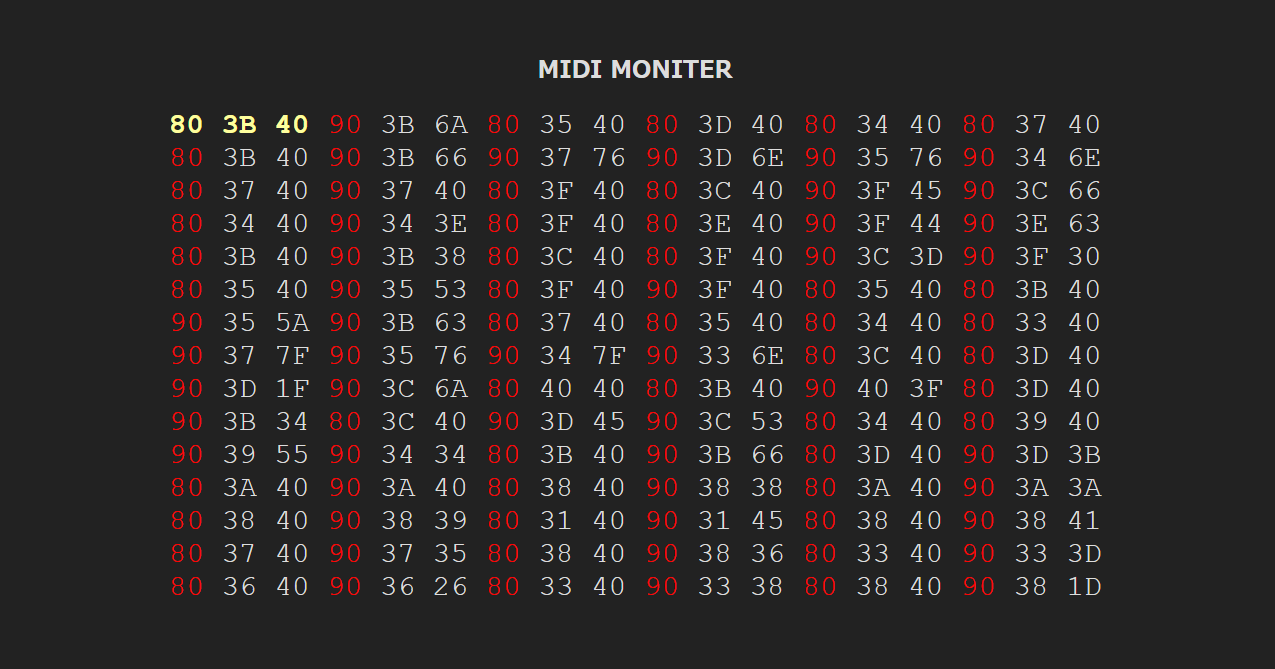 MIDI MONITER
80 3B 40 90 3B 6A 80 35 40 80 3D 40 80 34 40 80 37 40
80 3B 40 90 3B 66 90 37 76 90 3D 6E 90 35 76 90 34 6E
80 37 40 90 37 40 80 3F 40 80 3C 40 90 3F 45 90 3C 66
80 34 40 90 34 3E 80 3F 40 80 3E 40 90 3F 44 90 3E 63
80 3B 40 90 3B 38 80 3C 40 80 3F 40 90 3C 3D 90 3F 30
80 35 40 90 35 53 80 3F 40 90 3F 40 80 35 40 80 3B 40
90 35 5A 90 3B 63 80 37 40 80 35 40 80 34 40 80 33 40
90 37 7F 90 35 76 90 34 7F 90 33 6E 80 3C 40 80 3D 40
90 3D 1F 90 3C 6A 80 40 40 80 3B 40 90 40 3F 80 3D 40
90 3B 34 80 3C 40 90 3D 45 90 3C 53 80 34 40 80 39 40
90 39 55 90 34 34 80 3B 40 90 3B 66 80 3D 40 90 3D 3B
80 3A 40 90 3A 40 80 38 40 90 38 38 80 3A 40 90 3A 3A
80 38 40 90 38 39 80 31 40 90 31 45 80 38 40 90 38 41
80 37 40 90 37 35 80 38 40 90 38 36 80 33 40 90 33 3D
80 36 40 90 36 26 80 33 40 90 33 38 80 38 40 90 38 1D